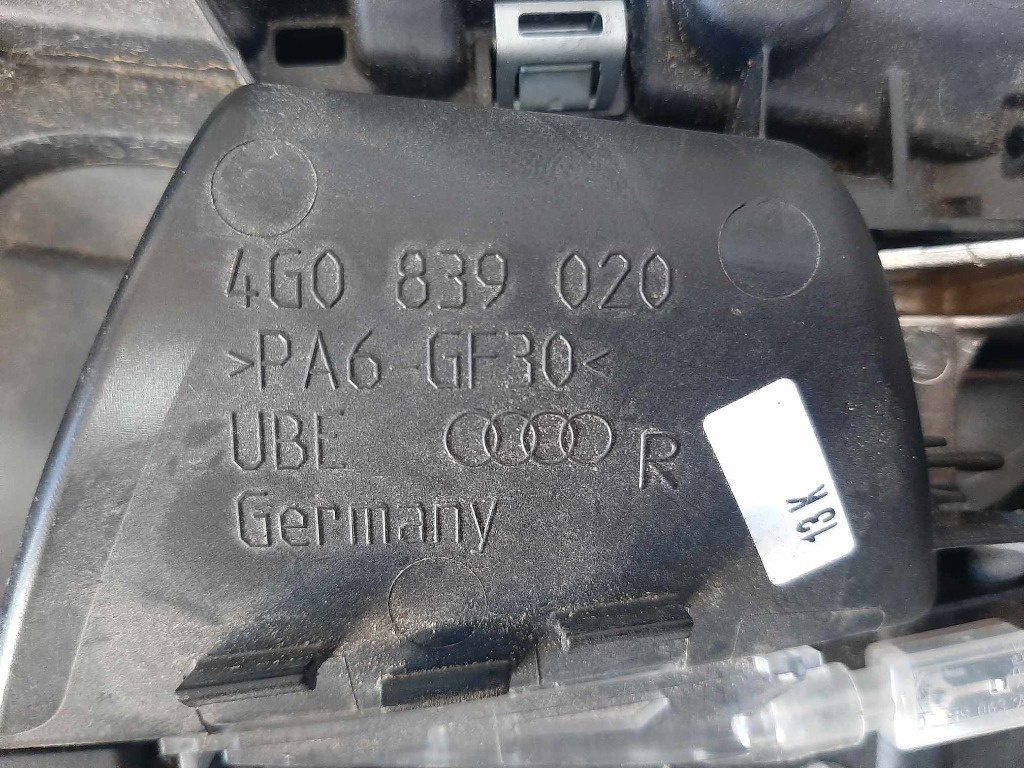 4G0 839 020
>PA6-GF30<
UBE
R
Germany
13K